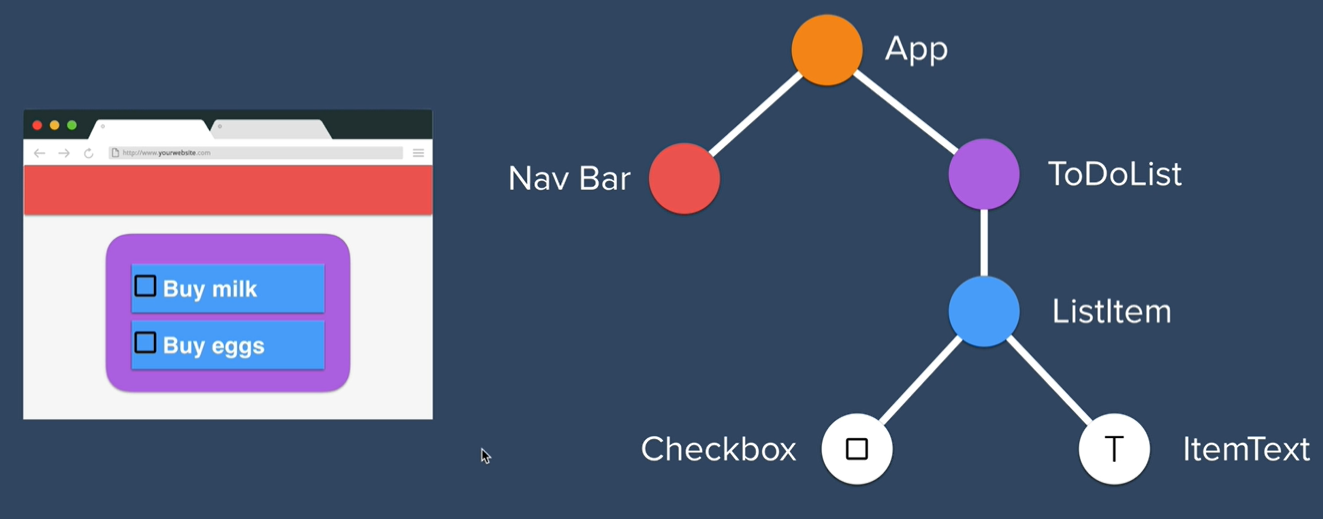 http://www.yourwebsite.com
Buy milk
Buy eggs
App
Nav Bar
ToDoList
ListItem
Checkbox
T
ItemText